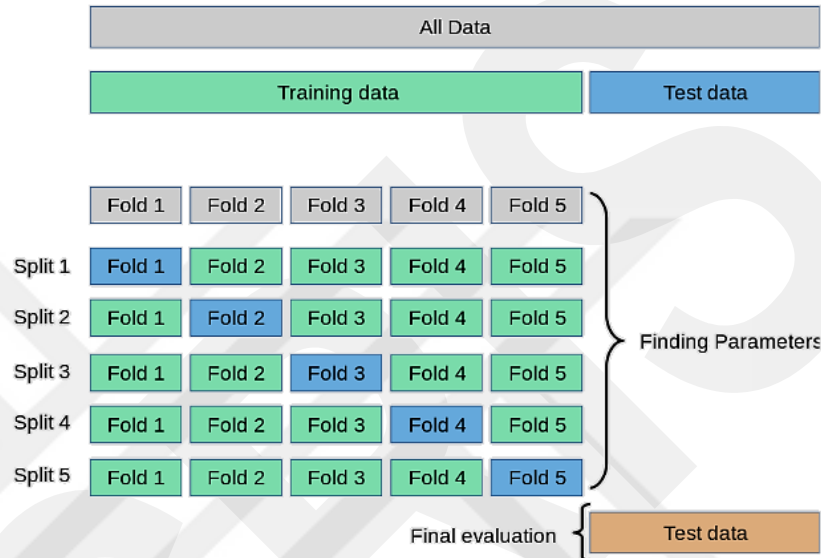 All Data
Training data Test data
Fold 1 Fold 2 Fold 3 Fold 4 Fold 5
Split 1 Fold 1 Fold 2 Fold 3 Fold 4 Fold 5
Split 2 Fold 1 Fold 2 Fold 3 Fold 4 Fold 5
Finding Parameters
Split 3 Fold 1 Fold 2 Fold 3 Fold 4 Fold 5
Split 4 Fold 1 Fold 2 Fold 3 Fold 4 Fold 5
Split 5 Fold 1 Fold 2 Fold 3 Fold 4 Fold 5
Final evaluation Test data